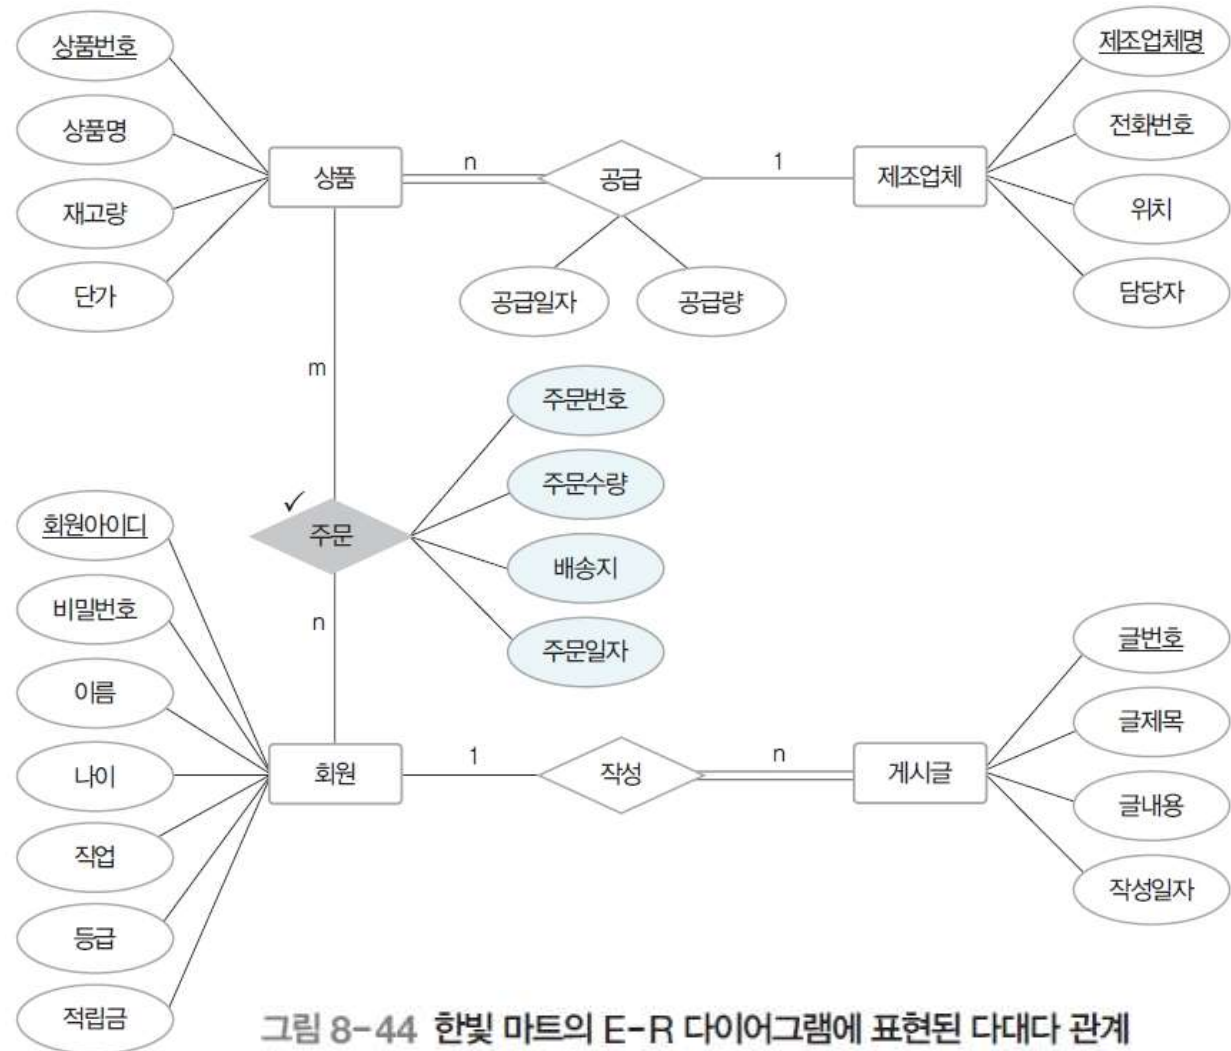 상품번호
상품명
재고량
단가
상품
n
공급
1
제조업체
제조업체명
전화번호
위치
담당자
공급일자
공급량
m
주문번호
주문수량
배송지
주문일자
✓
주문
n
회원아이디
비밀번호
이름
나이
직업
등급
적립금
회원
1
작성
n
게시글
글번호
글제목
글내용
작성일자
그림 8-44 한빛 마트의 E-R 다이어그램에 표현된 다대다 관계